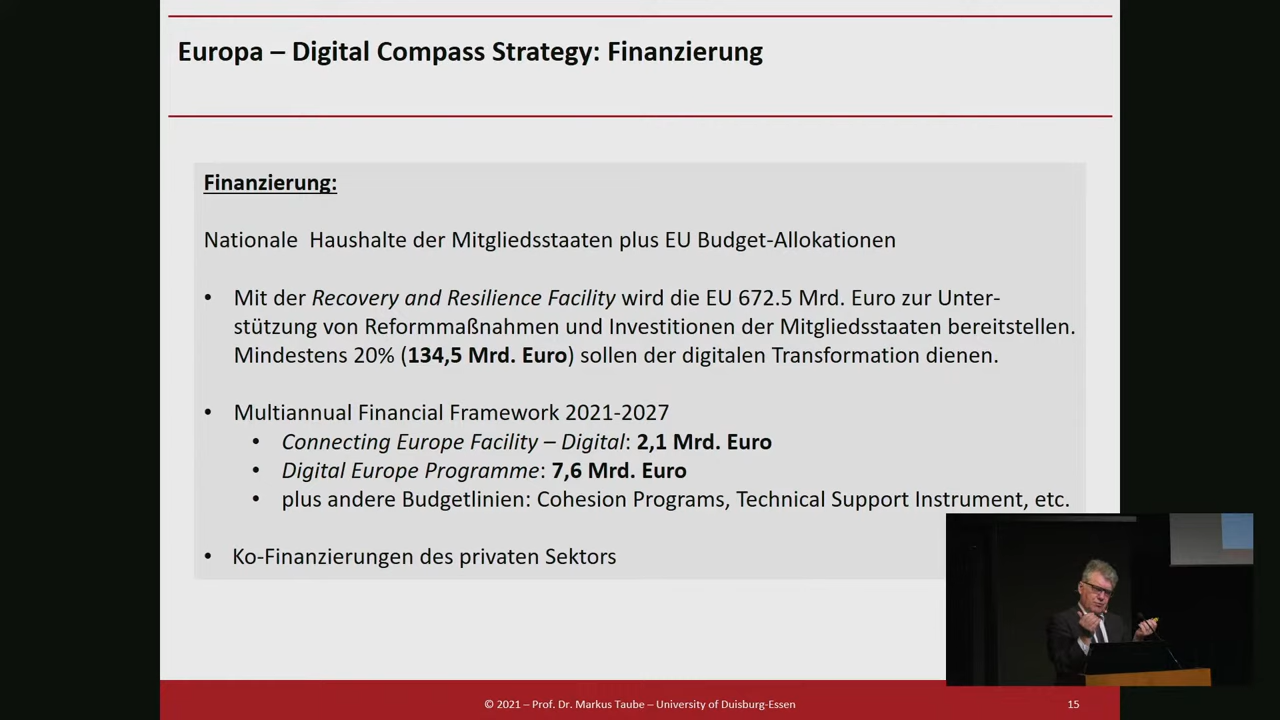 Europa – Digital Compass Strategy: Finanzierung
Finanzierung:
Nationale Haushalte der Mitgliedsstaaten plus EU Budget-Allokationen
• Mit der Recovery and Resilience Facility wird die EU 672.5 Mrd. Euro zur Unter-
stützung von Reformmaßnahmen und Investitionen der Mitgliedsstaaten bereitstellen.
Mindestens 20% (134,5 Mrd. Euro) sollen der digitalen Transformation dienen.
• Multiannual Financial Framework 2021-2027
• Connecting Europe Facility – Digital: 2,1 Mrd. Euro
• Digital Europe Programme: 7,6 Mrd. Euro
• plus andere Budgetlinien: Cohesion Programs, Technical Support Instrument, etc.
• Ko-Finanzierungen des privaten Sektors
© 2021 – Prof. Dr. Markus Taube – University of Duisburg-Essen
15